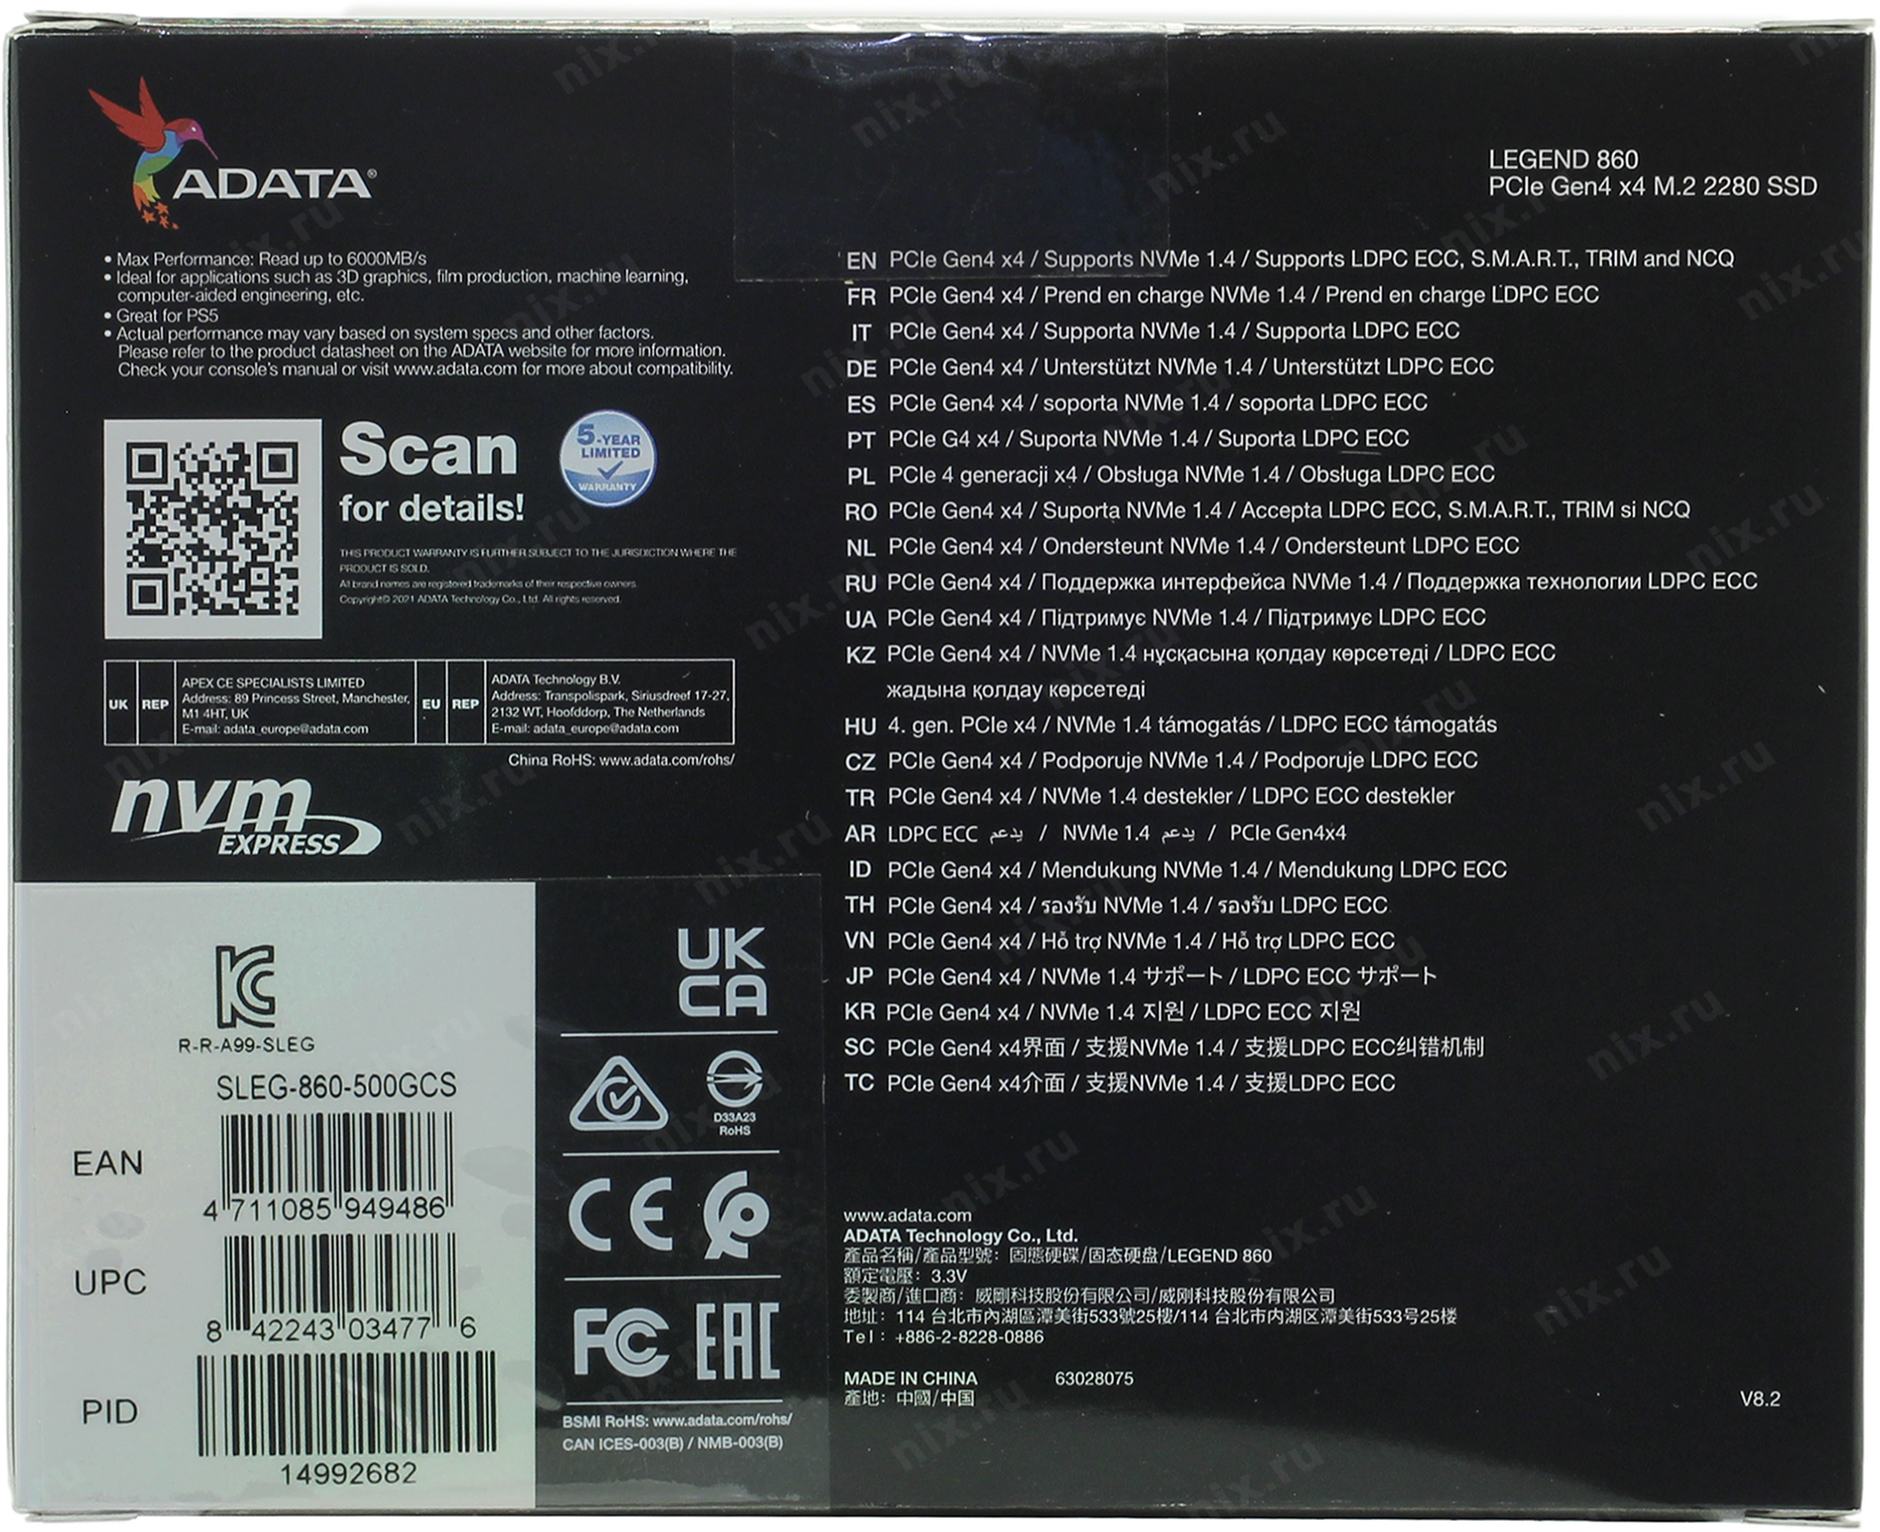 ADATA®
LEGEND 860
PCIe Gen4 x4 M.2 2280 SSD
• Max Performance: Read up to 6000MB/s
• Ideal for applications such as 3D graphics, film production, machine learning,
computer-aided engineering, etc.
• Great for PS5
• Actual performance may vary based on system specs and other factors.
Please refer to the product datasheet on the ADATA website for more information.
Check your console's manual or visit www.adata.com for more about compatibility.
Scan
for details!
5-YEAR
LIMITED
WARRANTY
THIS PRODUCT WARRANTY IS FURTHER SUBJECT TO THE JURISDICTION WHERE THE
PRODUCT IS SOLD.
All brand names are registered trademarks of their respective owners.
Copyright© 2021 ADATA Technology Co., Ltd. All rights reserved.
UK REP
APEX CE SPECIALISTS LIMITED
Address: 89 Princess Street, Manchester,
M1 4HT, UK
E-mail: adata_europe@adata.com
EU REP
ADATA Technology B.V.
Address: Transpolispark, Siriusdreef 17-27,
2132 WT, Hoofddorp, The Netherlands
E-mail: adata_europe@adata.com
China RoHS: www.adata.com/rohs/
nvm
EXPRESS
EN PCIe Gen4 x4 / Supports NVMe 1.4 / Supports LDPC ECC, S.M.A.R.T., TRIM and NCQ
FR PCIe Gen4 x4 / Prend en charge NVMe 1.4 / Prend en charge LDPC ECC
IT PCIe Gen4 x4 / Supporta NVMe 1.4 / Supporta LDPC ECC
DE PCIe Gen4 x4 / Unterstützt NVMe 1.4 / Unterstützt LDPC ECC
ES PCIe Gen4 x4 / soporta NVMe 1.4 / soporta LDPC ECC
PT PCIe G4 x4 / Suporta NVMe 1.4 / Suporta LDPC ECC
PL PCIe 4 generacji x4 / Obsługa NVMe 1.4 / Obsługa LDPC ECC
RO PCIe Gen4 x4 / Suporta NVMe 1.4 / Accepta LDPC ECC, S.M.A.R.T., TRIM si NCQ
NL PCIe Gen4 x4 / Ondersteunt NVMe 1.4 / Ondersteunt LDPC ECC
RU PCIe Gen4 x4 / Поддержка интерфейса NVMe 1.4 / Поддержка технологии LDPC ECC
UA PCIe Gen4 x4 / Підтримує NVMe 1.4 / Підтримує LDPC ECC
KZ PCIe Gen4 x4 / NVMe 1.4 нұсқасына қолдау көрсетеді / LDPC ECC
жадына қолдау көрсетеді
HU 4. gen. PCIe x4 / NVMe 1.4 támogatás / LDPC ECC támogatás
CZ PCIe Gen4 x4 / Podporuje NVMe 1.4 / Podporuje LDPC ECC
TR PCIe Gen4 x4 / NVMe 1.4 destekler / LDPC ECC destekler
AR LDPC ECC يدعم / NVMe 1.4 يدعم / PCIe Gen4x4
ID PCIe Gen4 x4 / Mendukung NVMe 1.4 / Mendukung LDPC ECC
TH PCIe Gen4 x4 / รองรับ NVMe 1.4 / รองรับ LDPC ECC
VN PCIe Gen4 x4 / Hỗ trợ NVMe 1.4 / Hỗ trợ LDPC ECC
JP PCIe Gen4 x4 / NVMe 1.4 サポート / LDPC ECC サポート
KR PCIe Gen4 x4 / NVMe 1.4 지원 / LDPC ECC 지원
SC PCIe Gen4 x4界面 / 支援NVMe 1.4 / 支援LDPC ECC纠错机制
TC PCIe Gen4 x4介面 / 支援NVMe 1.4 / 支援LDPC ECC
R-R-A99-SLEG
SLEG-860-500GCS
EAN
4 711085 949486
UPC
8 42243 03477 6
PID
14992682
UK
CA
D33A23
RoHS
CE
FC EAC
BSMI RoHS: www.adata.com/rohs/
CAN ICES-003(B) / NMB-003(B)
www.adata.com
ADATA Technology Co., Ltd.
產品名稱/產品型號: 固態硬碟/固态硬盘/LEGEND 860
額定電壓: 3.3V
委製商/進口商: 威剛科技股份有限公司/威刚科技股份有限公司
地址: 114 台北市內湖區潭美街533號25樓/114 台北市内湖区潭美街533号25楼
Tel: +886-2-8228-0886
MADE IN CHINA 63028075
產地: 中國/中国
V8.2
nix.ru